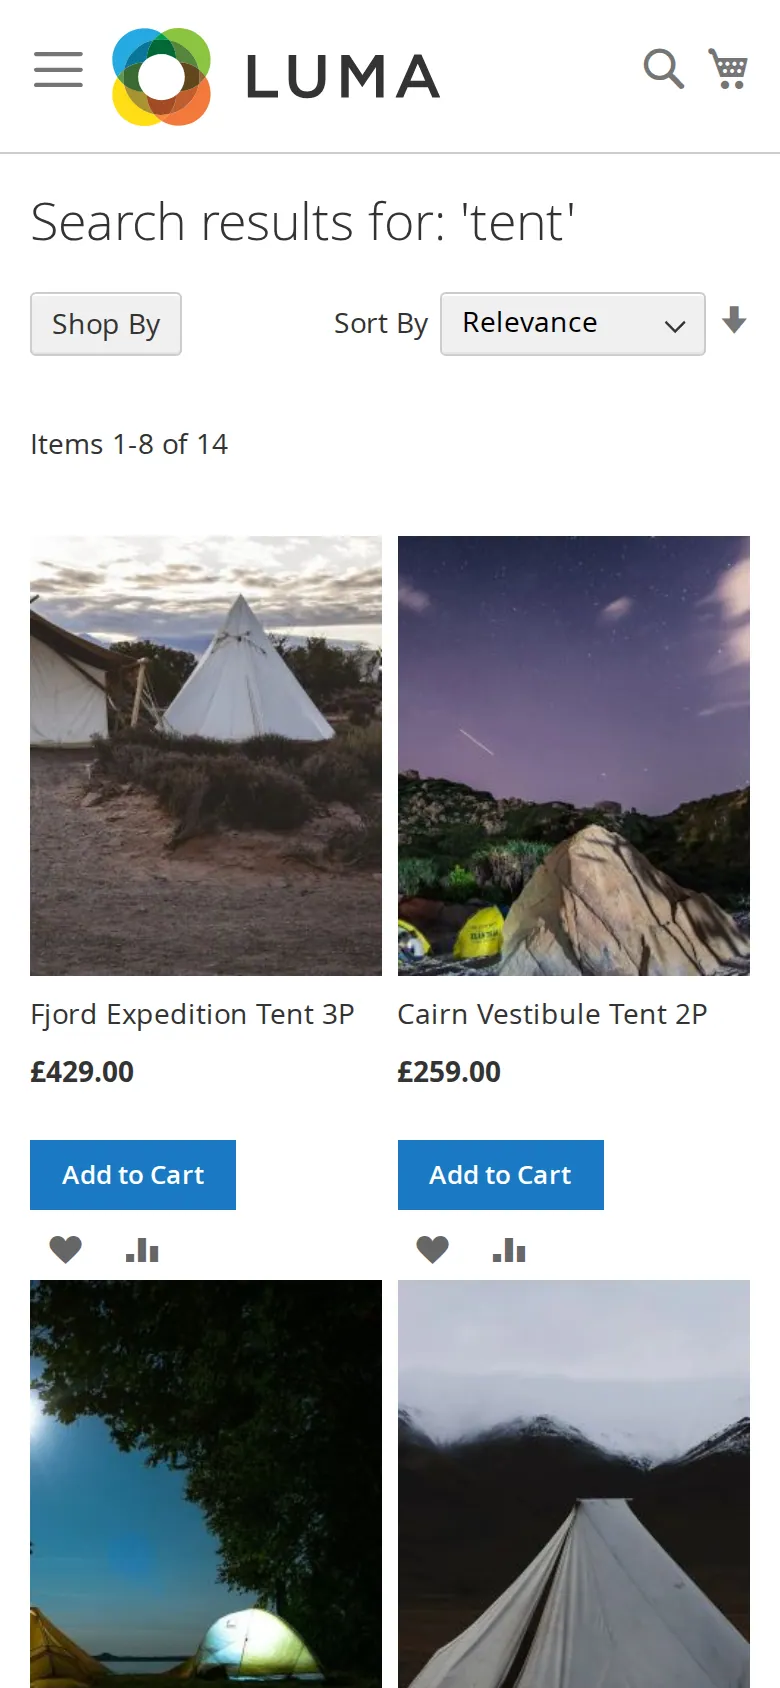 LUMA
Search results for: 'tent'
Shop By
Sort By
Relevance
Items 1-8 of 14
Fjord Expedition Tent 3P
Cairn Vestibule Tent 2P
£429.00
£259.00
Add to Cart
Add to Cart